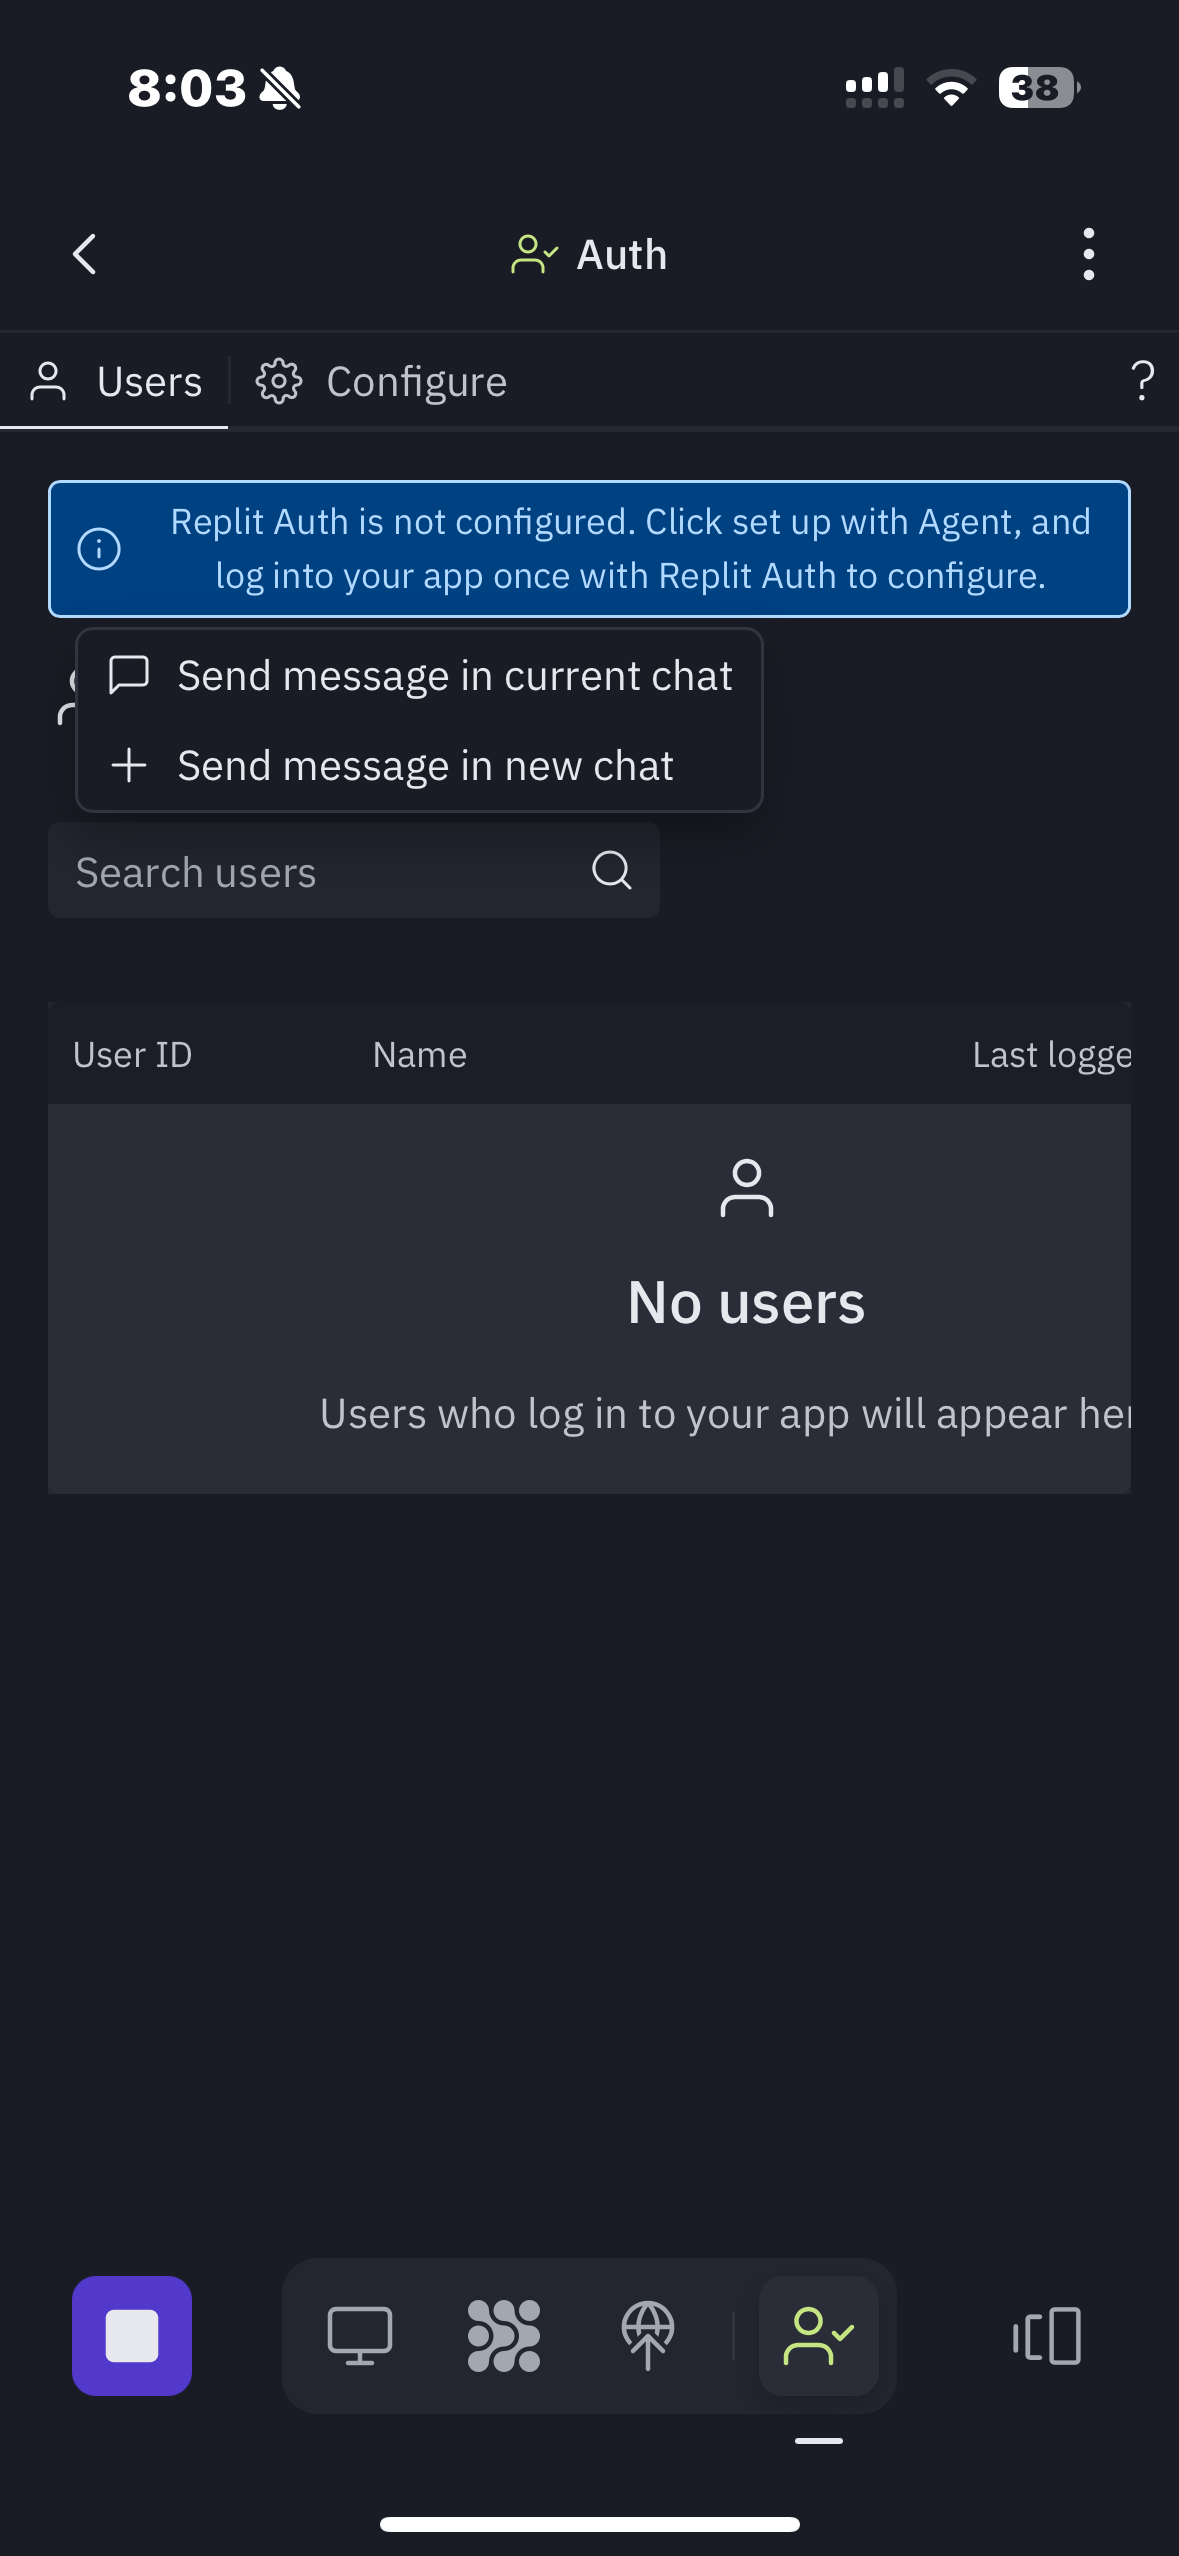 8:03
38
Auth
Users
Configure
?
Replit Auth is not configured. Click set up with Agent, and
log into your app once with Replit Auth to configure.
Send message in current chat
Send message in new chat
Search users
User ID Name Last logge
No users
Users who log in to your app will appear her